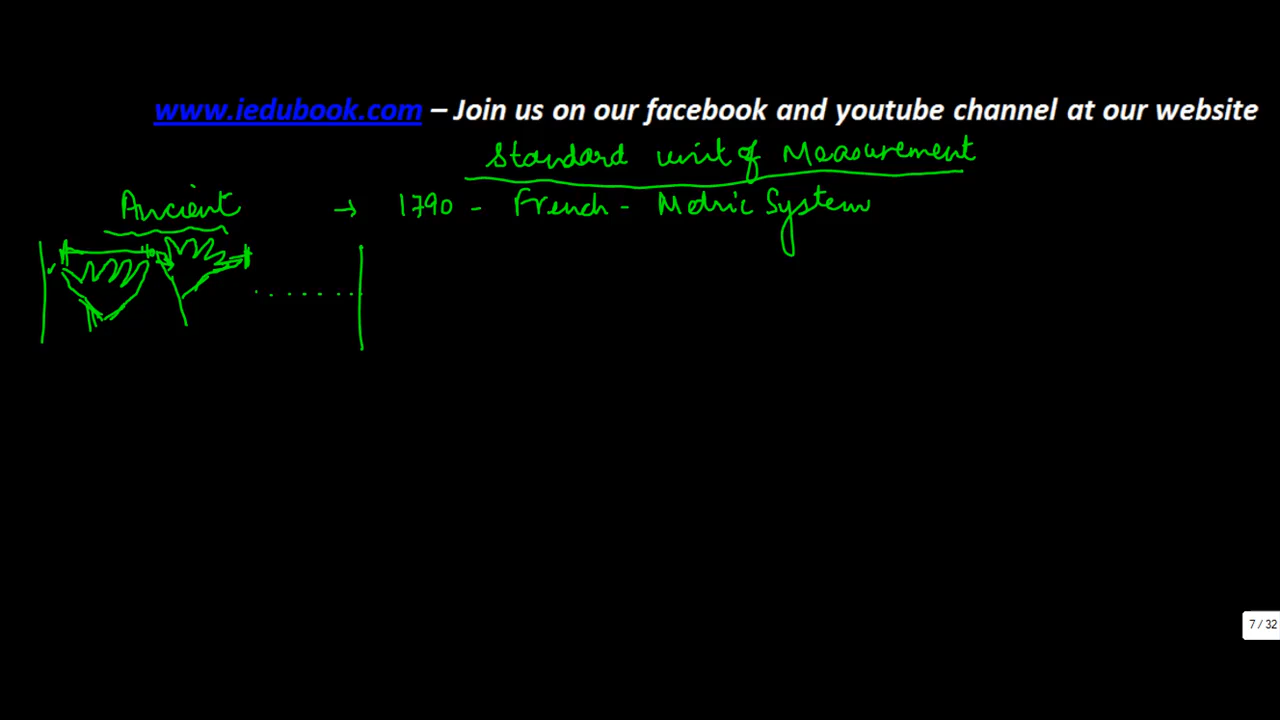 www.iedubook.com – Join us on our facebook and youtube channel at our website
Standard unit of Measurement
Ancient → 1790 - French - Metric System
7 / 32